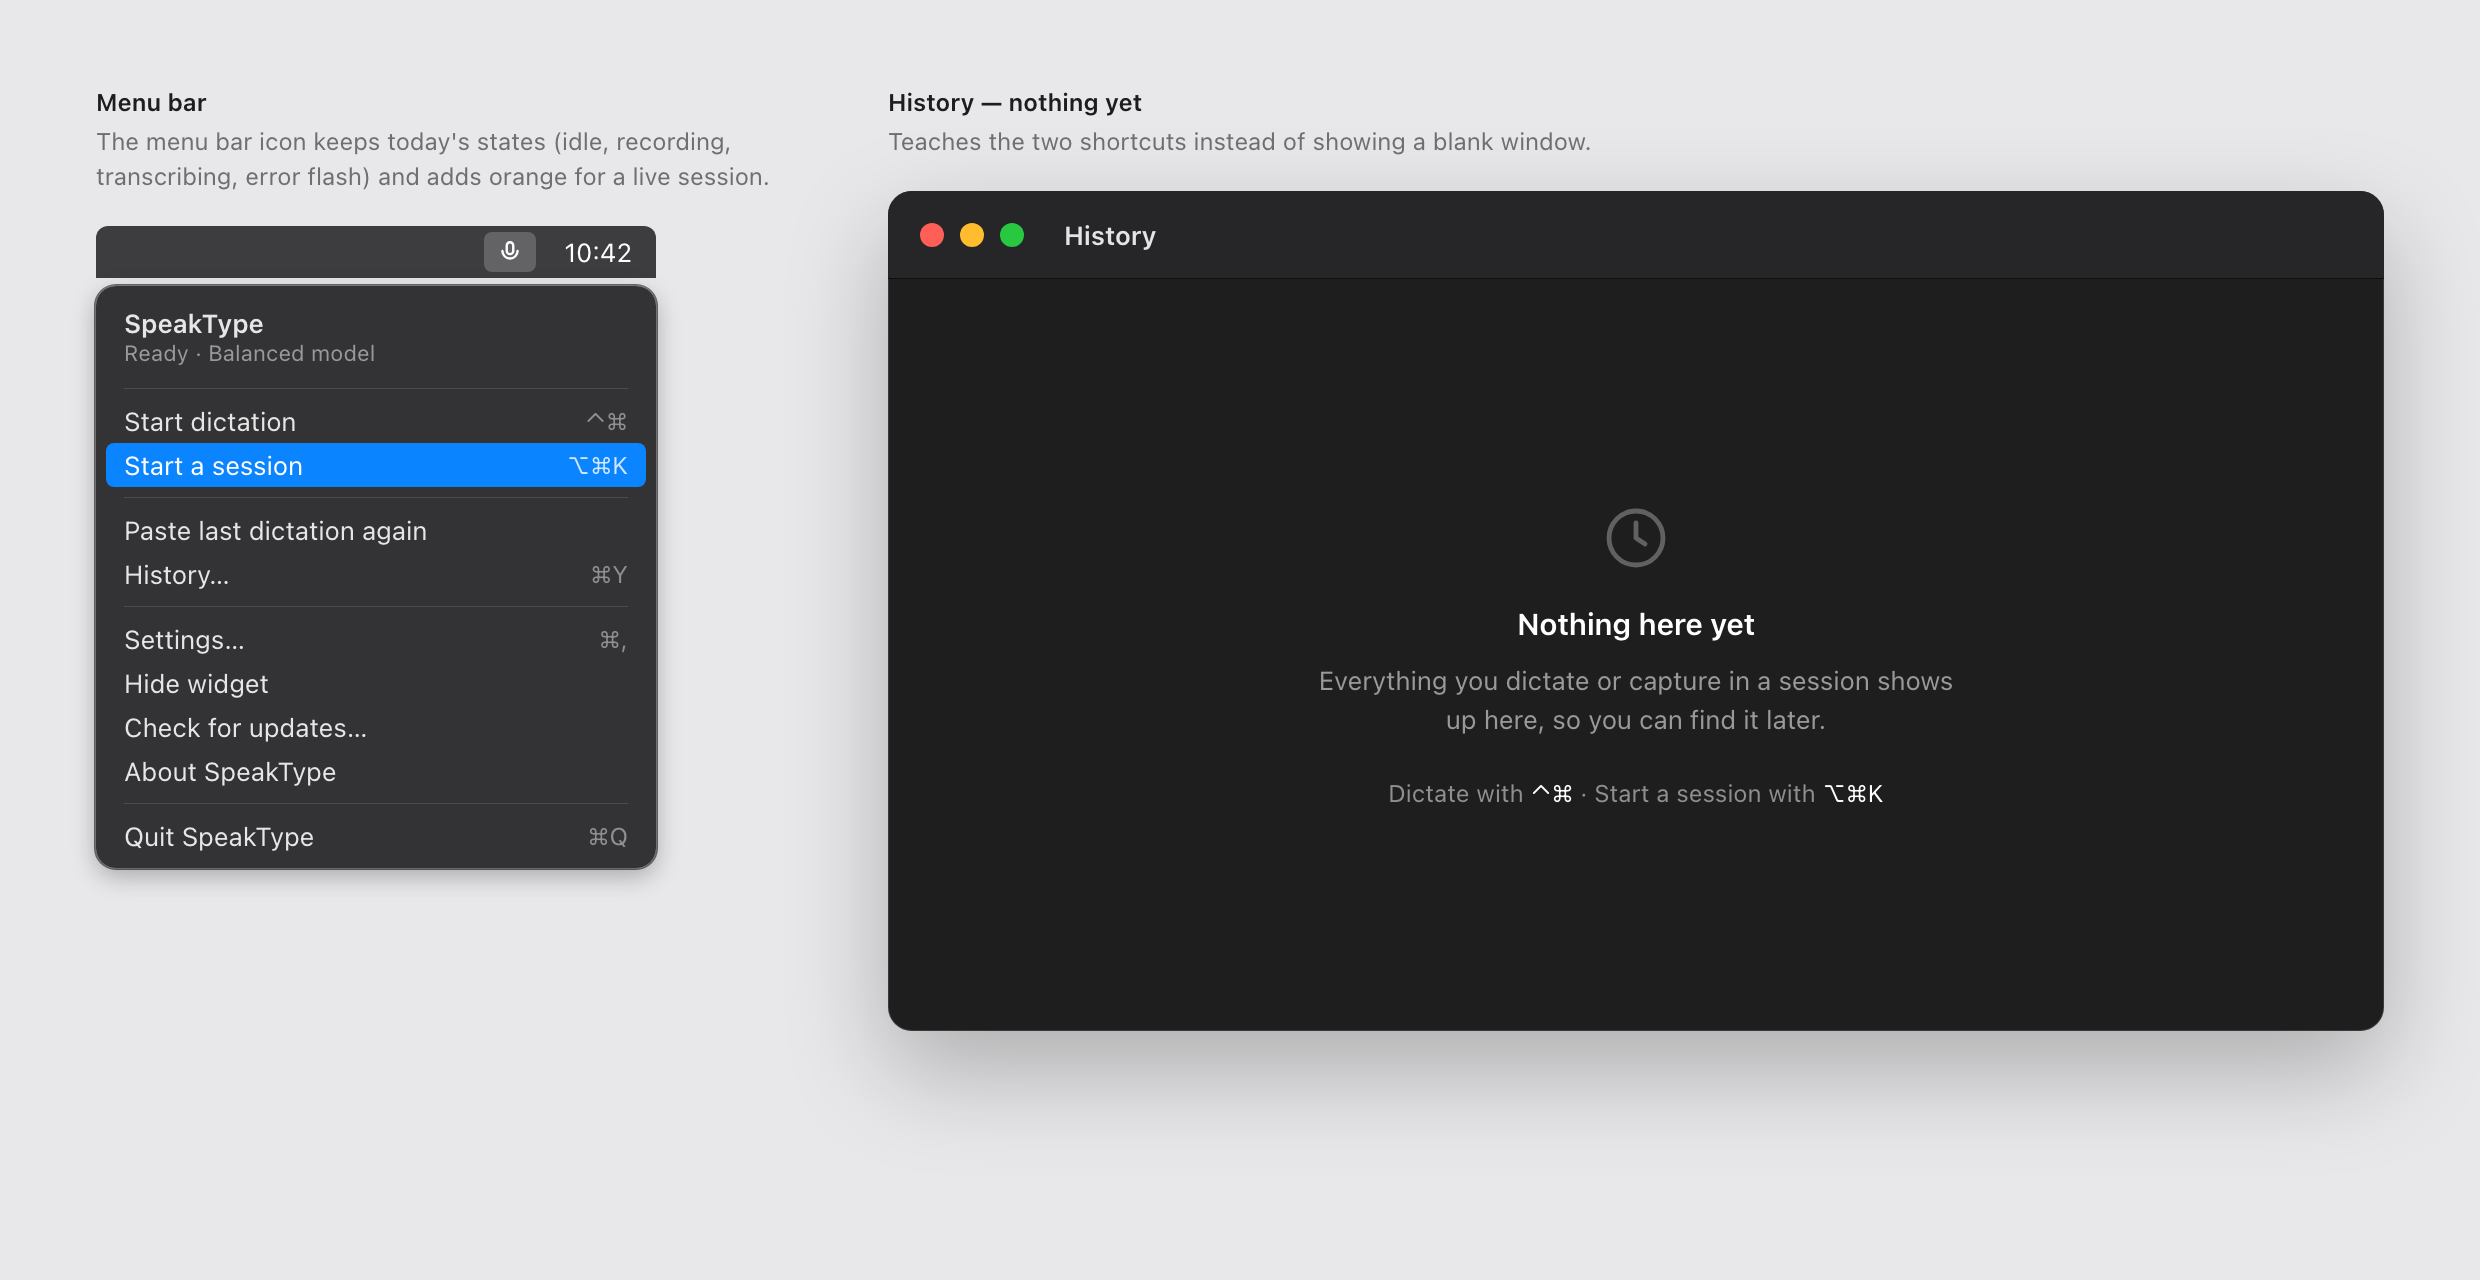 Menu bar
The menu bar icon keeps today's states (idle, recording,
transcribing, error flash) and adds orange for a live session.
10:42
SpeakType
Ready · Balanced model
Start dictation ^⌘
Start a session ⌥⌘K
Paste last dictation again
History... ⌘Y
Settings... ⌘,
Hide widget
Check for updates...
About SpeakType
Quit SpeakType ⌘Q
History — nothing yet
Teaches the two shortcuts instead of showing a blank window.
History
Nothing here yet
Everything you dictate or capture in a session shows
up here, so you can find it later.
Dictate with ^⌘ · Start a session with ⌥⌘K